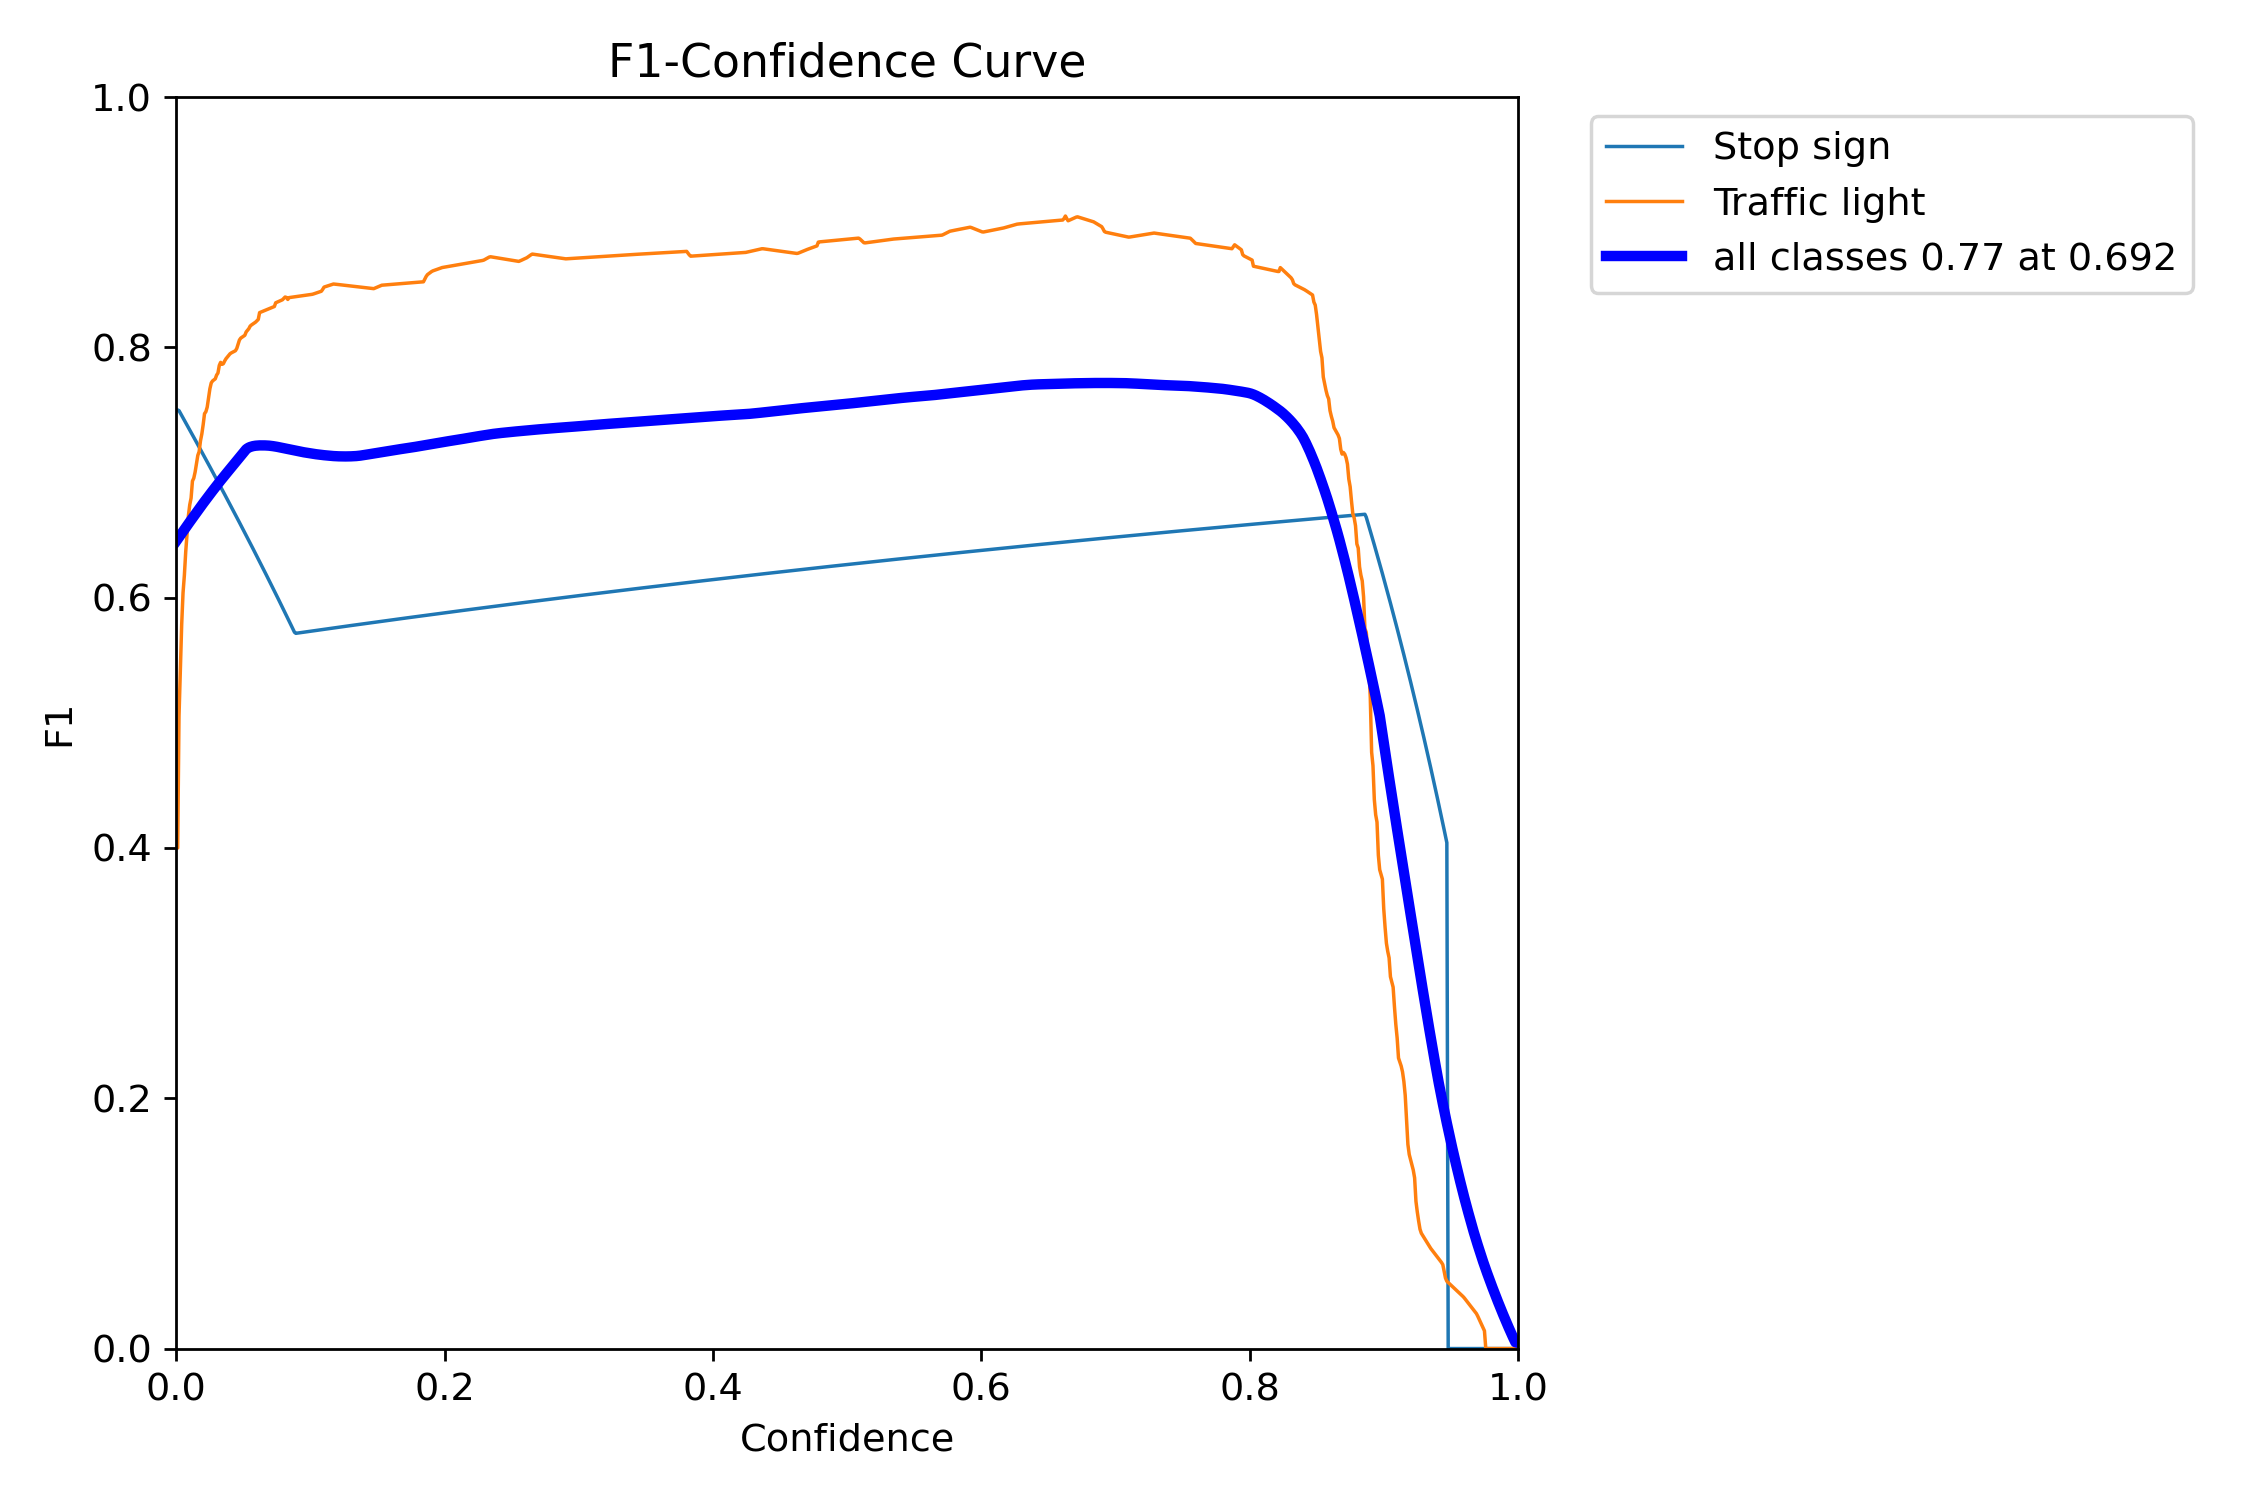 F1-Confidence Curve
1.0
0.8
0.6
0.4
0.2
0.0
F1
0.0 0.2 0.4 0.6 0.8 1.0
Confidence
Stop sign
Traffic light
all classes 0.77 at 0.692